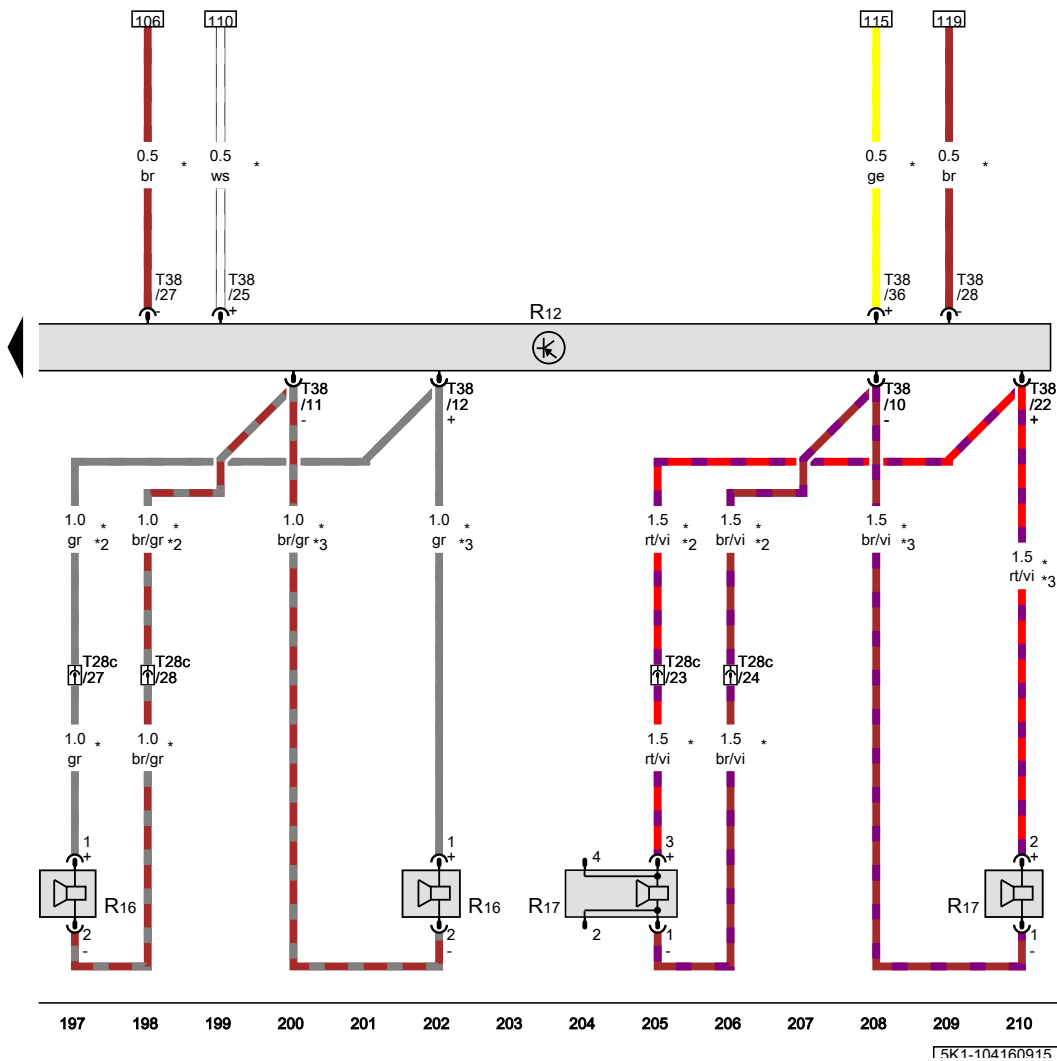 106
110
115
119
0.5 * 0.5 * 0.5 * 0.5 *
br ws ge br
T38 T38 T38 T38
/27 /25 /36 /28
- + + -
R12
T38 T38 T38 T38
/11 /12 /10 /22
- + - +
1.0 * 1.0 * 1.0 * 1.0 * 1.5 * 1.5 * 1.5 *
gr *2 br/gr *2 br/gr *3 gr *3 rt/vi *2 br/vi *2 br/vi *3
1.5 *
rt/vi *3
T28c T28c T28c T28c
/27 /28 /23 /24
1.0 * 1.0 * 1.5 * 1.5 *
gr br/gr rt/vi br/vi
1 1 3 2
+ + + +
4
R16 R16 R17 R17
2 2 2 1 1
- - - -
197 198 199 200 201 202 203 204 205 206 207 208 209 210
5K1-104160915